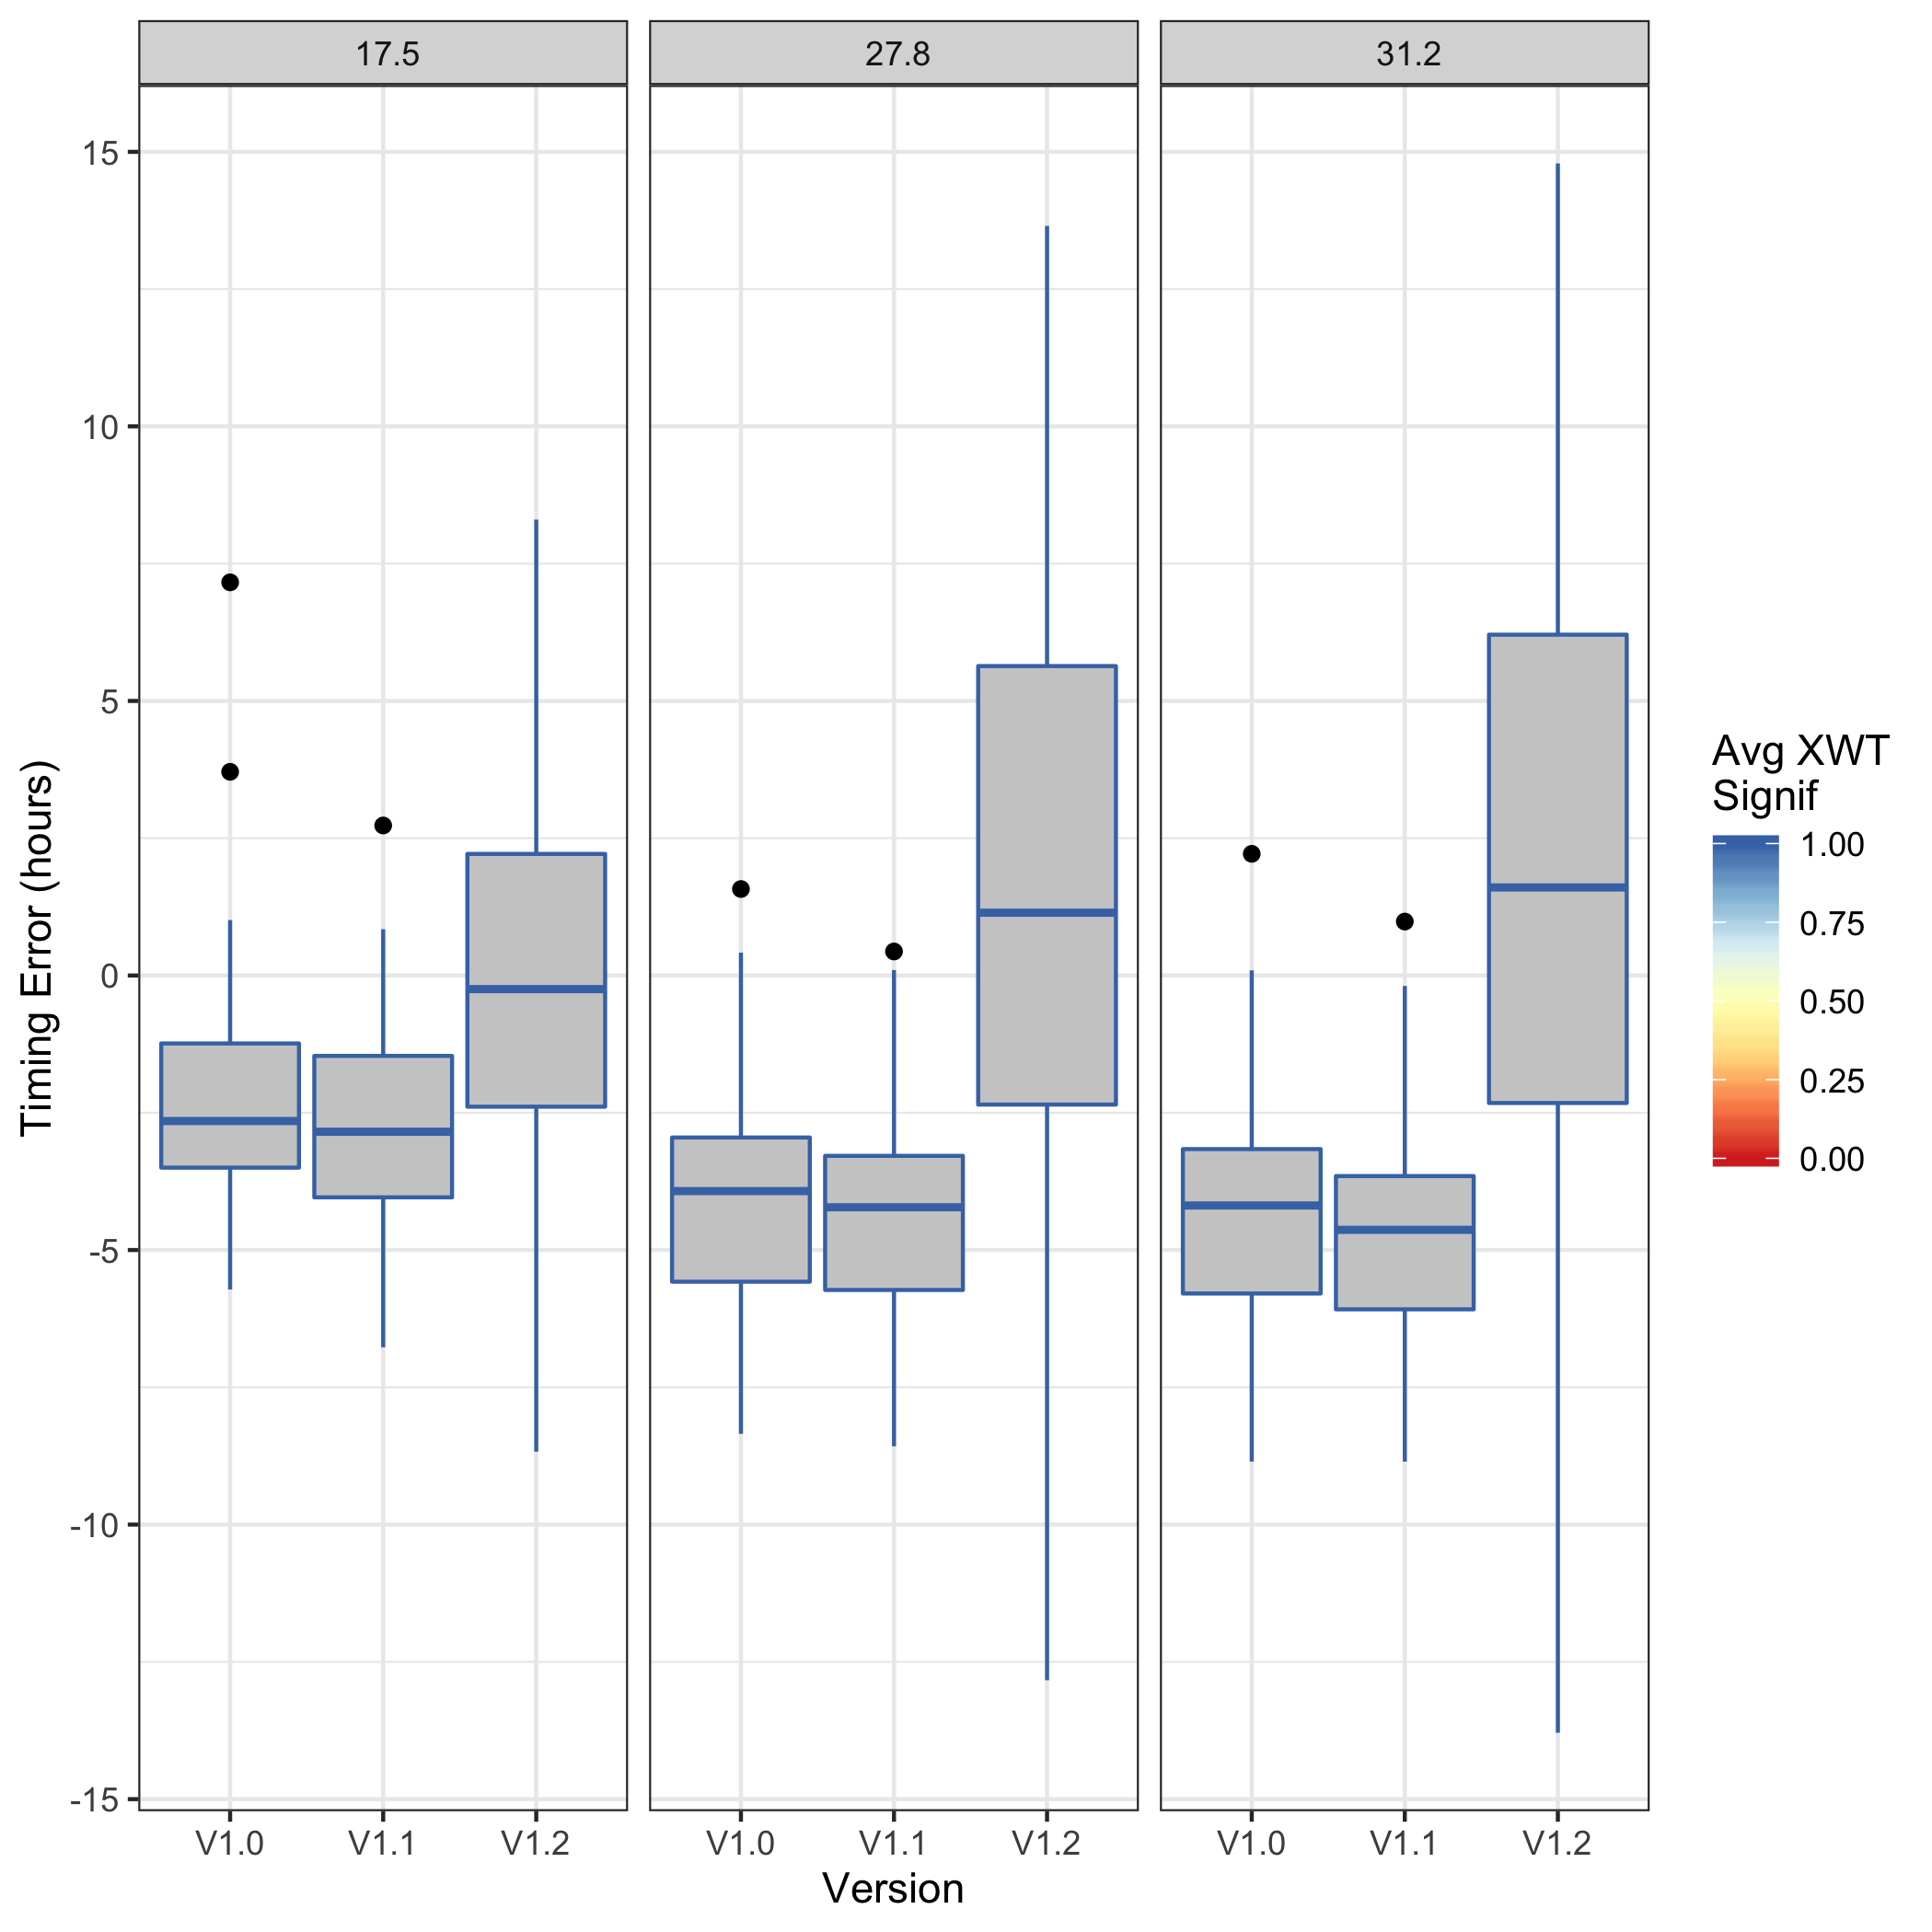 17.5 27.8 31.2
15
10
5
0
-5
-10
-15
Timing Error (hours)
V1.0 V1.1 V1.2 V1.0 V1.1 V1.2 V1.0 V1.1 V1.2
Version
Avg XWT
Signif
1.00
0.75
0.50
0.25
0.00